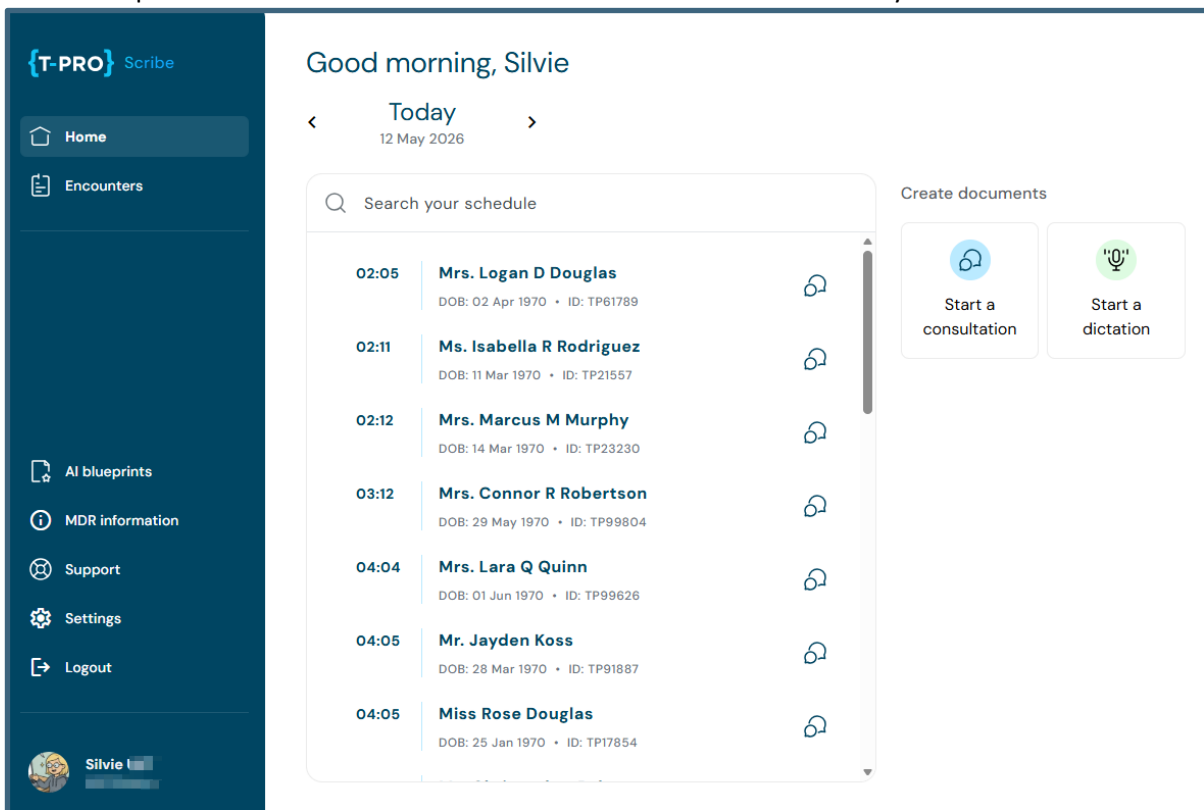 {T-PRO} Scribe
Home
Encounters
AI blueprints
MDR information
Support
Settings
Logout
Silvie
Good morning, Silvie
Today
12 May 2026
Search your schedule
02:05 Mrs. Logan D Douglas
DOB: 02 Apr 1970 • ID: TP61789
02:11 Ms. Isabella R Rodriguez
DOB: 11 Mar 1970 • ID: TP21557
02:12 Mrs. Marcus M Murphy
DOB: 14 Mar 1970 • ID: TP23230
03:12 Mrs. Connor R Robertson
DOB: 29 May 1970 • ID: TP99804
04:04 Mrs. Lara Q Quinn
DOB: 01 Jun 1970 • ID: TP99626
04:05 Mr. Jayden Koss
DOB: 28 Mar 1970 • ID: TP91887
04:05 Miss Rose Douglas
DOB: 25 Jan 1970 • ID: TP17854
Create documents
Start a
consultation
Start a
dictation